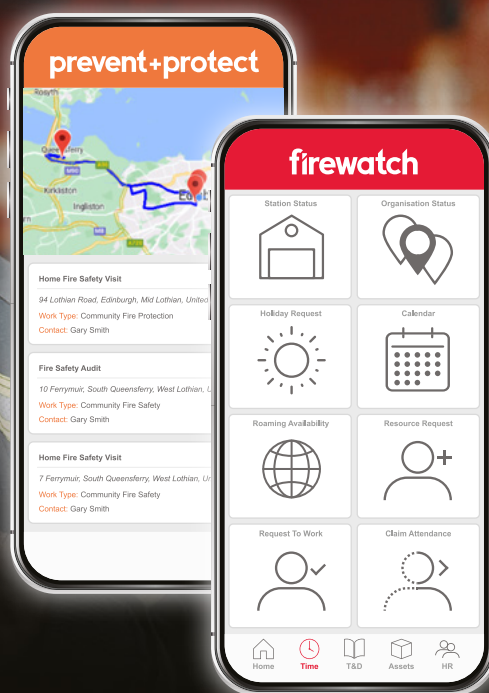 prevent+protect
Rosyth
Kirkliston
Ingliston
Home Fire Safety Visit
94 Lothian Road, Edinburgh, Mid Lothian, United
Work Type: Community Fire Protection
Contact: Gary Smith
Fire Safety Audit
10 Ferrymuir, South Queensferry, West Lothian,
Work Type: Community Fire Safety
Contact: Gary Smith
Home Fire Safety Visit
7 Ferrymuir, South Queensferry, West Lothian,
Work Type: Community Fire Safety
Contact: Gary Smith
firewatch
Station Status
Organisation Status
Holiday Request
Calendar
Roaming Availability
Resource Request
Request To Work
Claim Attendance
Home
Time
T&D
Assets
HR